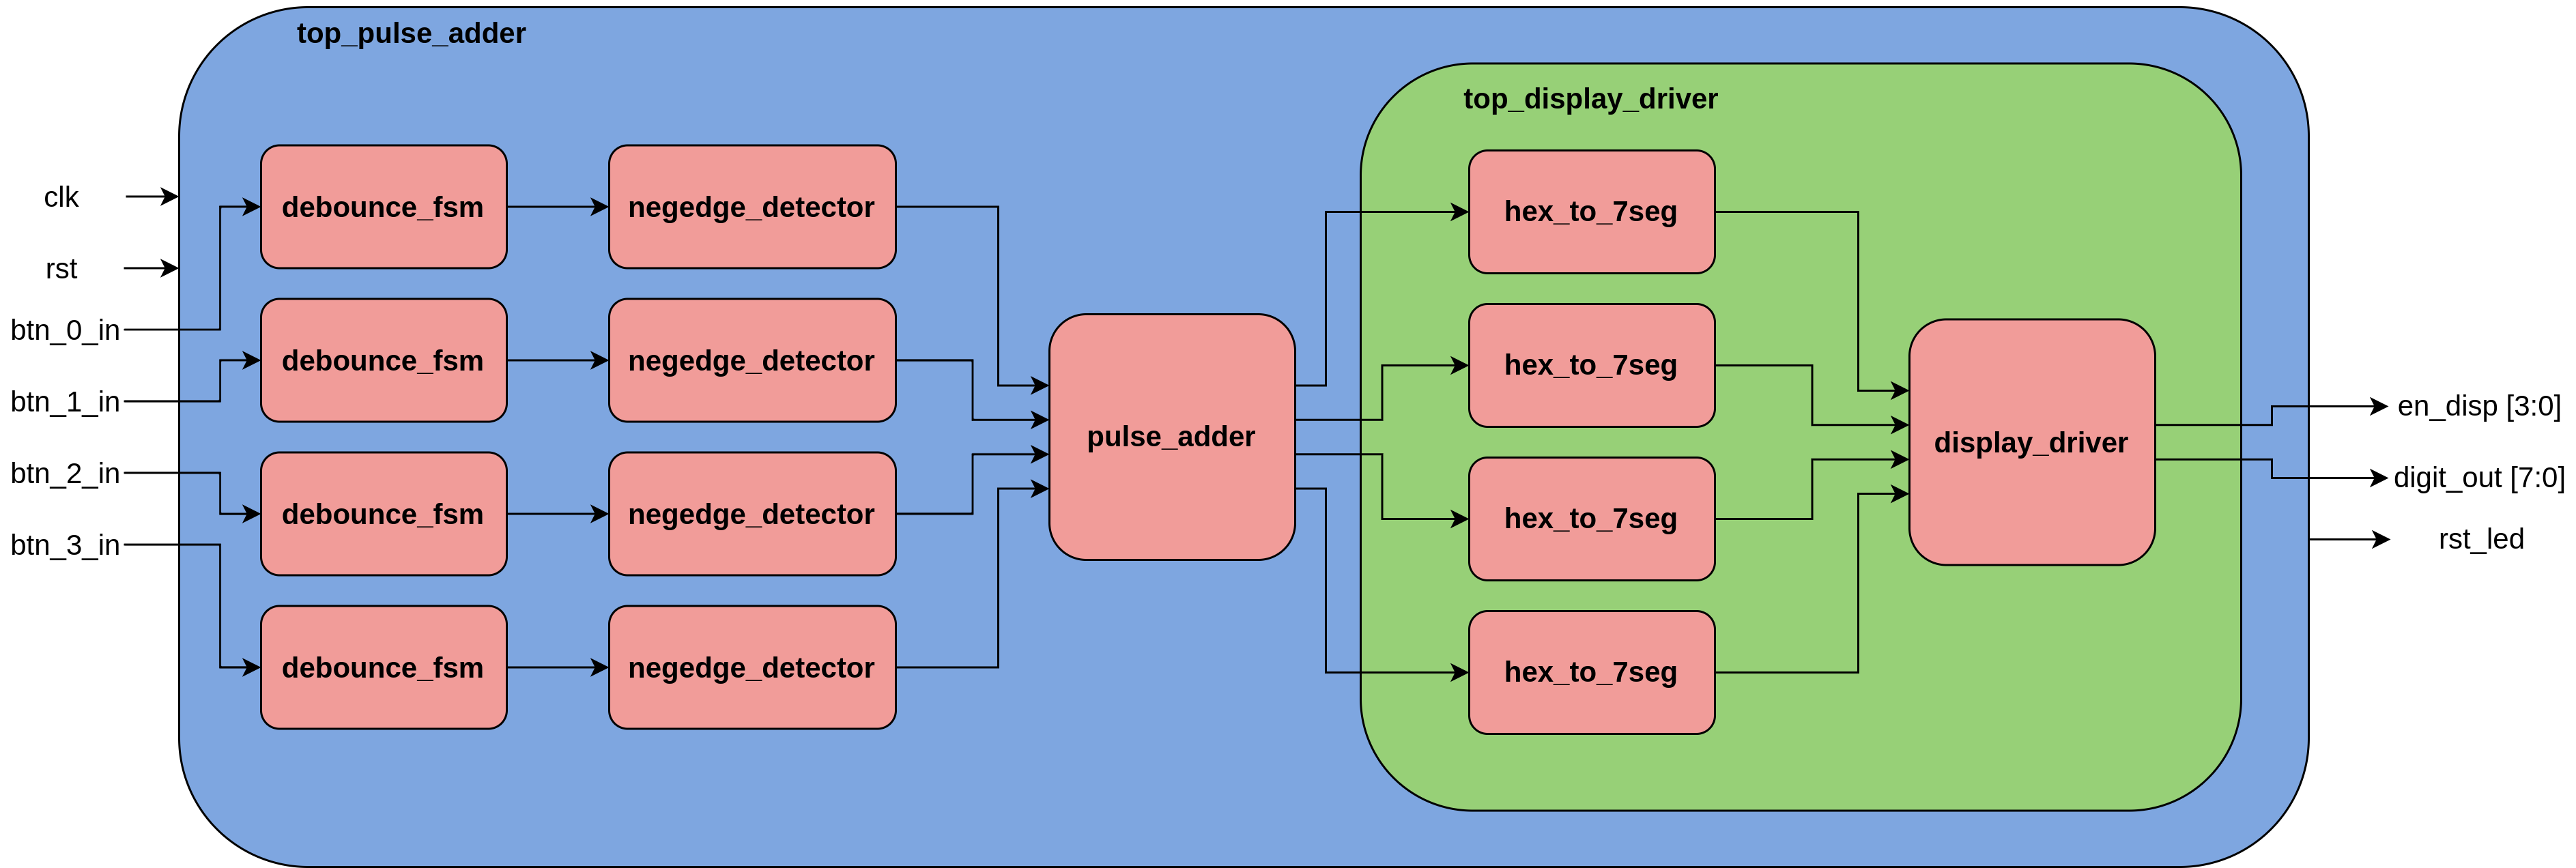 top_pulse_adder
top_display_driver
clk
rst
btn_0_in
btn_1_in
btn_2_in
btn_3_in
debounce_fsm
negedge_detector
debounce_fsm
negedge_detector
debounce_fsm
negedge_detector
debounce_fsm
negedge_detector
pulse_adder
hex_to_7seg
hex_to_7seg
hex_to_7seg
hex_to_7seg
display_driver
en_disp [3:0]
digit_out [7:0]
rst_led